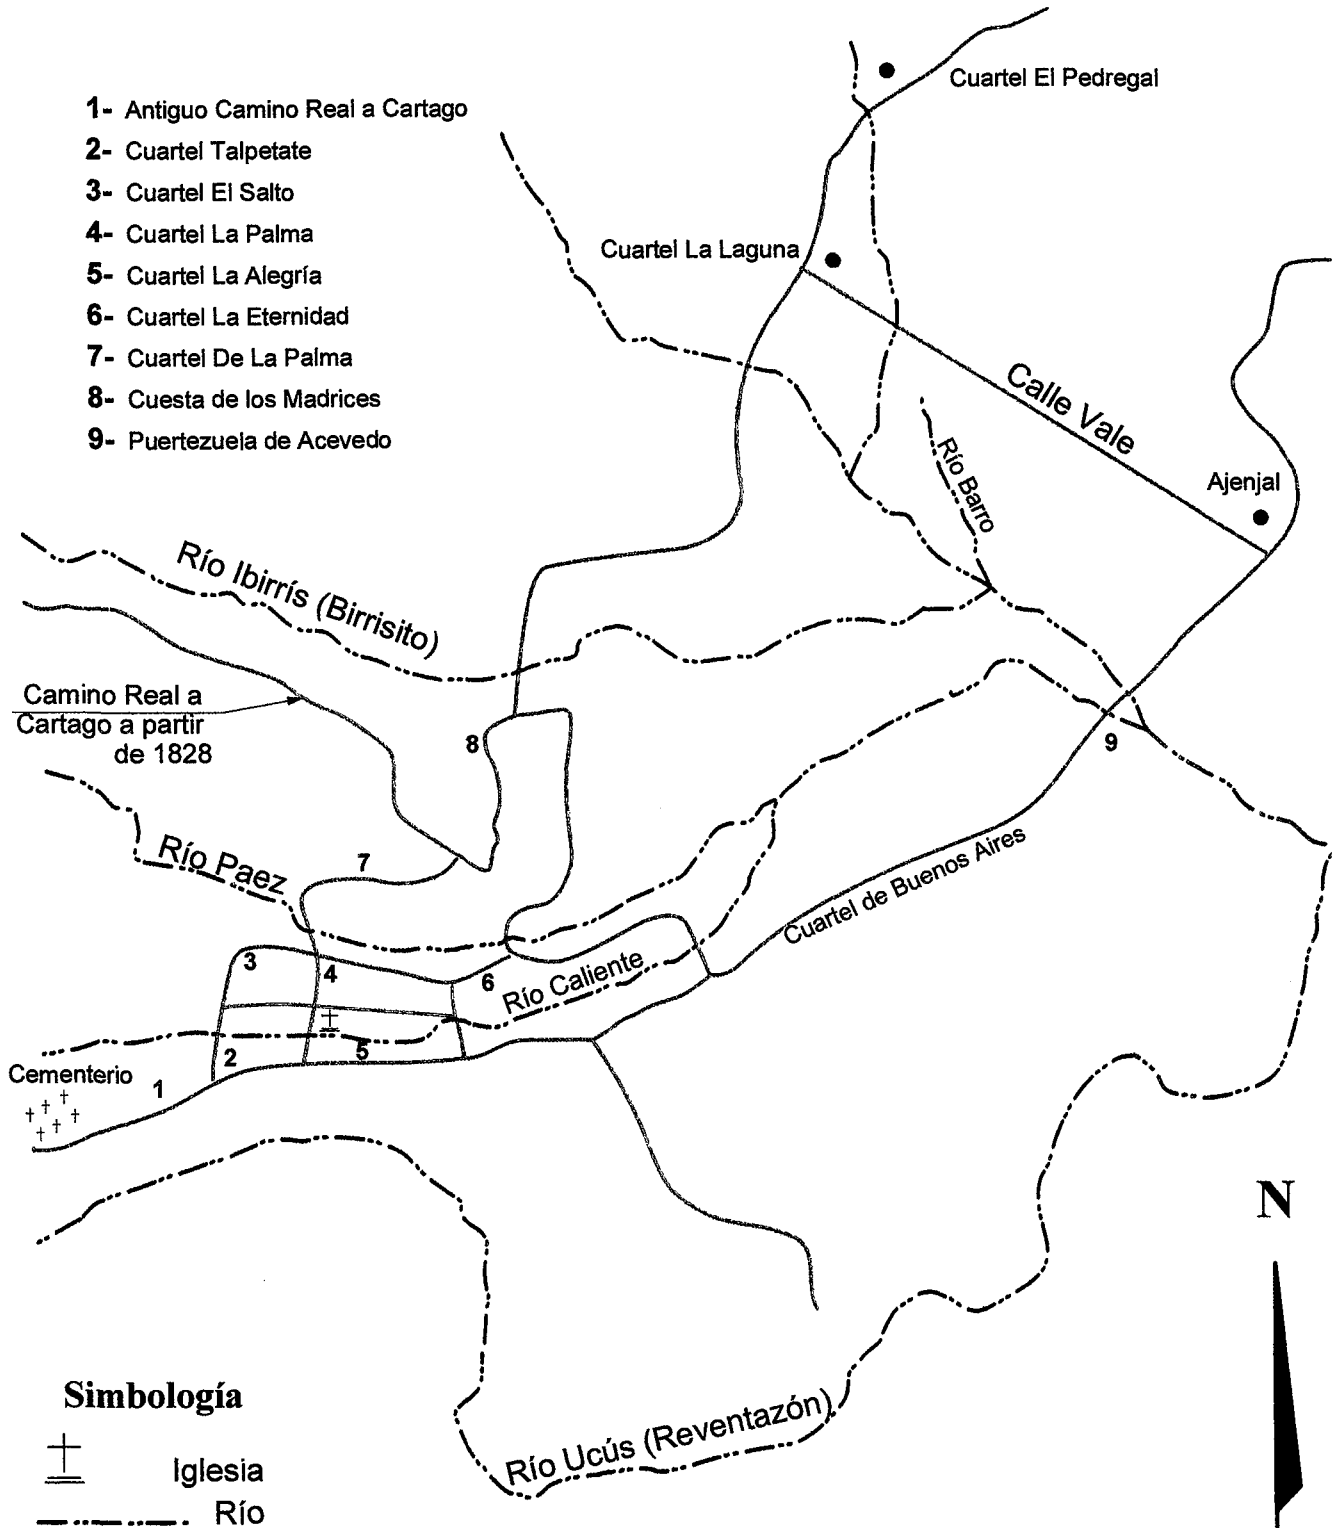 1- Antiguo Camino Real a Cartago
2- Cuartel Talpetate
3- Cuartel El Salto
4- Cuartel La Palma
5- Cuartel La Alegría
6- Cuartel La Eternidad
7- Cuartel De La Palma
8- Cuesta de los Madrices
9- Puertezuela de Acevedo
Cuartel El Pedregal
Cuartel La Laguna
Calle Vale
Río Barro
Ajenjal
Río Ibirrís (Birrisito)
Camino Real a
Cartago a partir
de 1828
8
9
Río Paez
7
Cuartel de Buenos Aires
3
4
6
Río Caliente
2
5
Cementerio
1
N
Río Ucús (Reventazón)
Simbología
Iglesia
Río